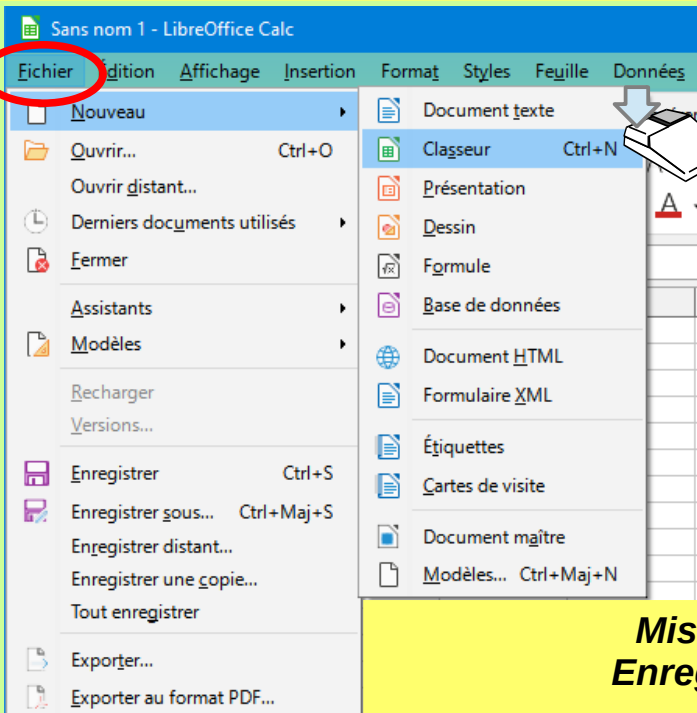 Sans nom 1 - LibreOffice Calc
Fichier Édition Affichage Insertion Format Styles Feuille Données
Nouveau
Ouvrir... Ctrl+O
Ouvrir distant...
Derniers documents utilisés
Fermer
Assistants
Modèles
Recharger
Versions...
Enregistrer Ctrl+S
Enregistrer sous... Ctrl+Maj+S
Enregistrer distant...
Enregistrer une copie...
Tout enregistrer
Exporter...
Exporter au format PDF...
Document texte
Classeur Ctrl+N
Présentation
Dessin
Formule
Base de données
Document HTML
Formulaire XML
Étiquettes
Cartes de visite
Document maître
Modèles... Ctrl+Maj+N
A
Mis
Enreg